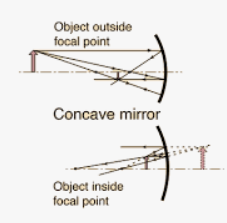 Object outside
focal point
Concave mirror
Object inside
focal point